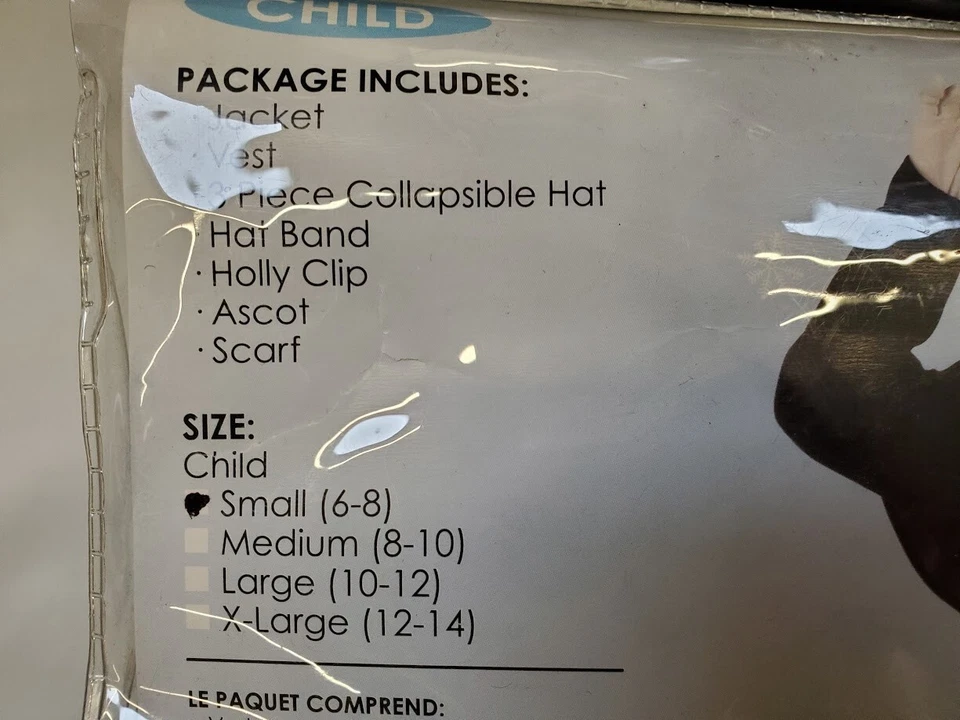 CHILD
PACKAGE INCLUDES:
Jacket
Vest
3 Piece Collapsible Hat
· Hat Band
· Holly Clip
· Ascot
· Scarf
SIZE:
Child
Small (6-8)
Medium (8-10)
Large (10-12)
X-Large (12-14)
LE PAQUET COMPREND: